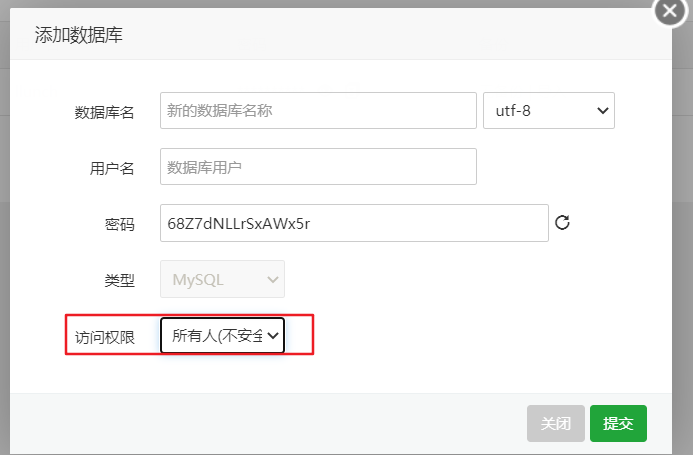 添加数据库
数据库名 新的数据库名称 utf-8
用户名 数据库用户
密码 68Z7dNLLrSxAWx5r
类型 MySQL
访问权限 所有人(不安全
关闭 提交